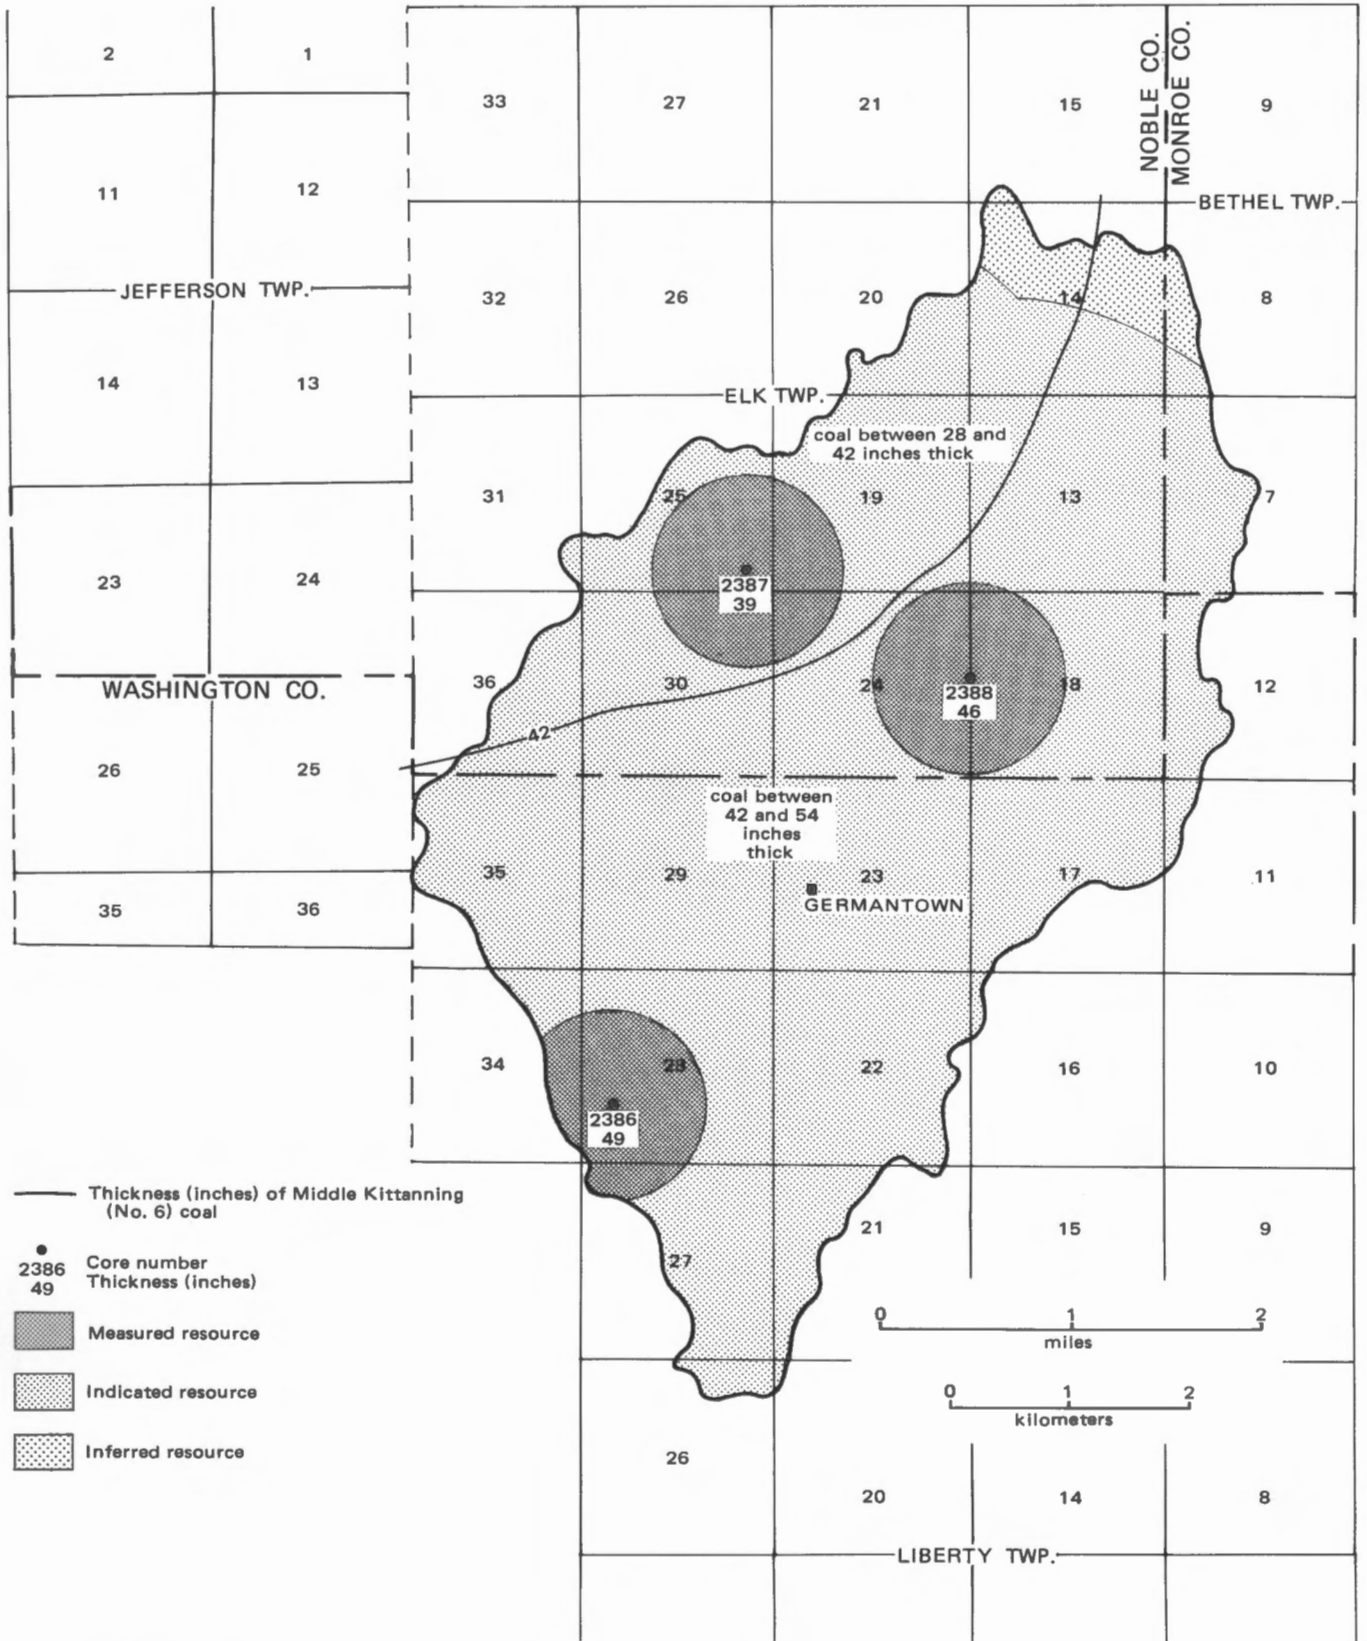 2 1
33 27 21 15 9
NOBLE CO.
MONROE CO.
11 12
BETHEL TWP.
JEFFERSON TWP.
32 26 20 14 8
14 13
ELK TWP.
coal between 28 and
42 inches thick
31 25 19 13 7
23 24
2387
39
WASHINGTON CO.
36 30 24 18 12
2388
46
42
26 25
coal between
42 and 54
inches
thick
35 29 23 17 11
GERMANTOWN
35 36
34 23 22 16 10
2386
49
Thickness (inches) of Middle Kittanning
(No. 6) coal
2386
49
Core number
Thickness (inches)
Measured resource
Indicated resource
Inferred resource
21 15 9
27
0 1 2
miles
0 1 2
kilometers
26
20 14 8
LIBERTY TWP.